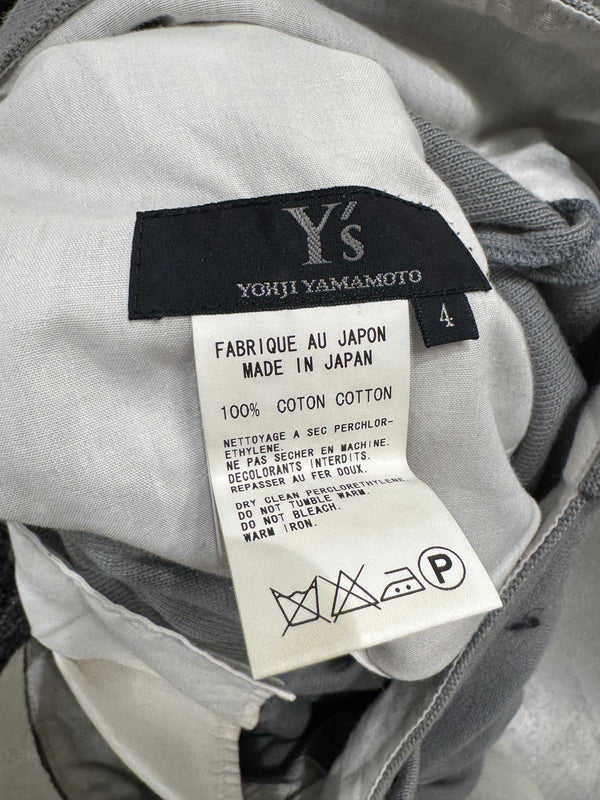 Y's
YOHJI YAMAMOTO
4
FABRIQUE AU JAPON
MADE IN JAPAN
100% COTON COTTON
NETTOYAGE A SEC PERCHLOR-
ETHYLENE.
NE PAS SECHER EN MACHINE.
DECOLORANTS INTERDITS.
REPASSER AU FER DOUX.
DRY CLEAN PERCLORETHYLENE.
DO NOT TUMBLE WARM.
DO NOT BLEACH.
WARM IRON.
P